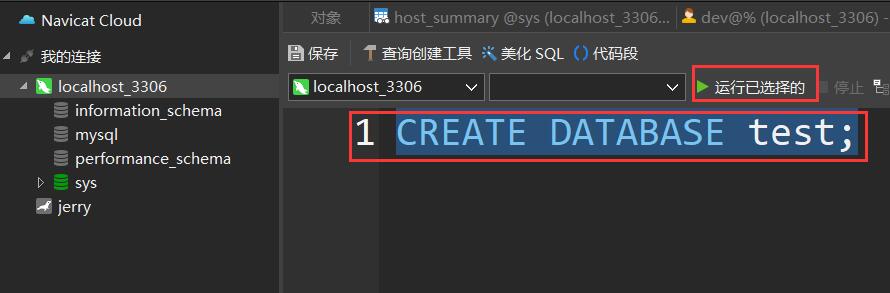 Navicat Cloud
我的连接
localhost_3306
information_schema
mysql
performance_schema
sys
jerry
对象 host_summary @sys (localhost_3306... dev@% (localhost_3306) -
保存 查询创建工具 美化 SQL () 代码段
localhost_3306 运行已选择的 停止
1 CREATE DATABASE test;